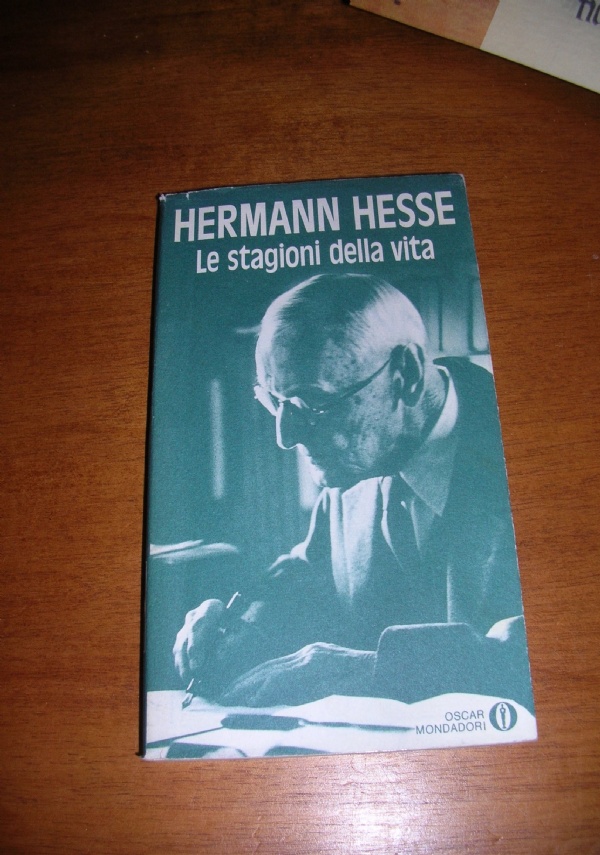 HERMANN HESSE
Le stagioni della vita
OSCAR
MONDADORI